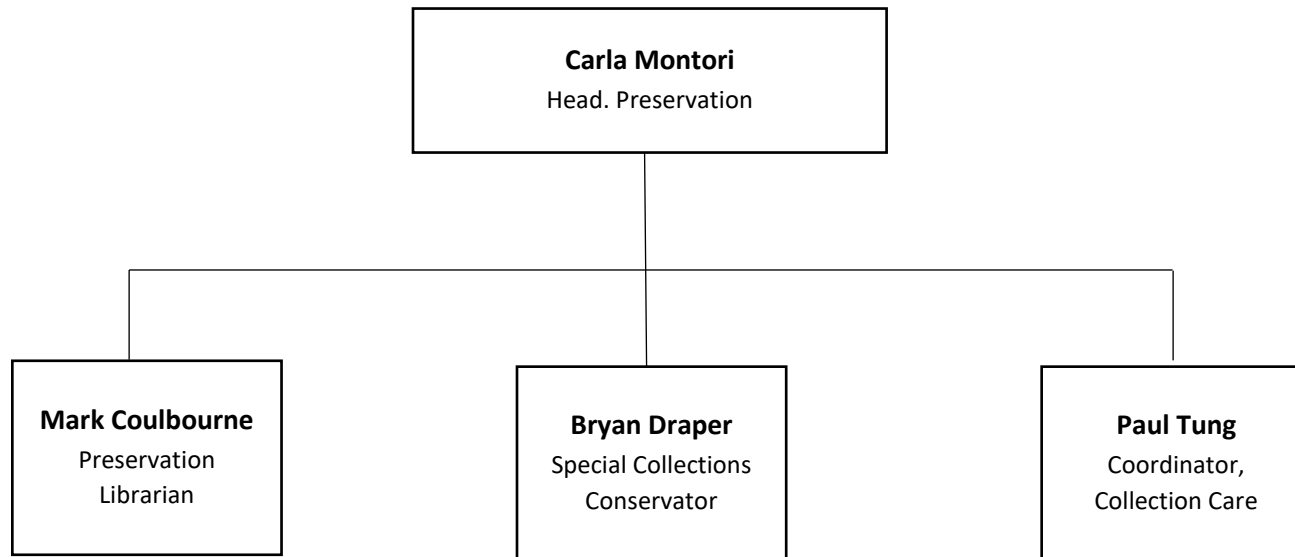 Carla Montori
Head. Preservation
Mark Coulbourne
Preservation
Librarian
Bryan Draper
Special Collections
Conservator
Paul Tung
Coordinator,
Collection Care